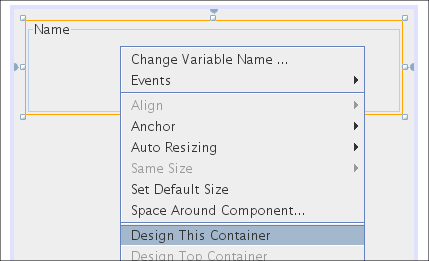 Name
Change Variable Name ...
Events
Align
Anchor
Auto Resizing
Same Size
Set Default Size
Space Around Component...
Design This Container
Design Top Container